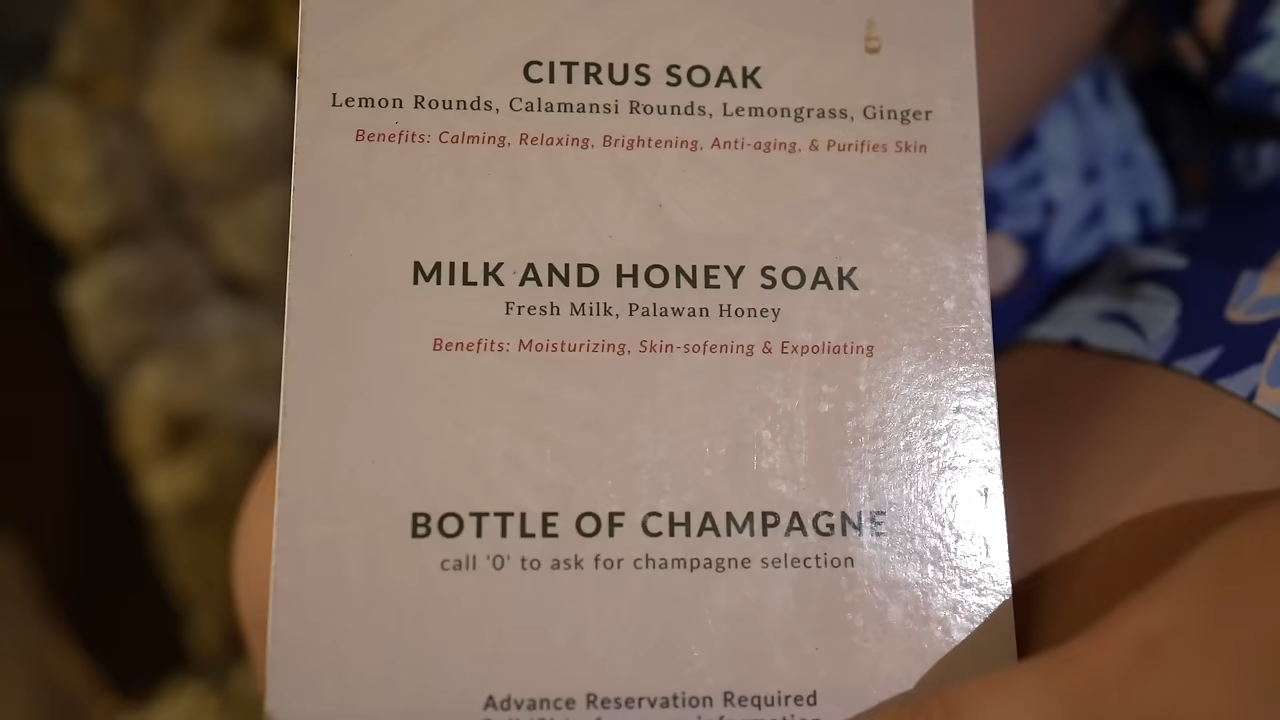 CITRUS SOAK
Lemon Rounds, Calamansi Rounds, Lemongrass, Ginger
Benefits: Calming, Relaxing, Brightening, Anti-aging, & Purifies Skin
MILK AND HONEY SOAK
Fresh Milk, Palawan Honey
Benefits: Moisturizing, Skin-sofening & Expoliating
BOTTLE OF CHAMPAGNE
call '0' to ask for champagne selection
Advance Reservation Required